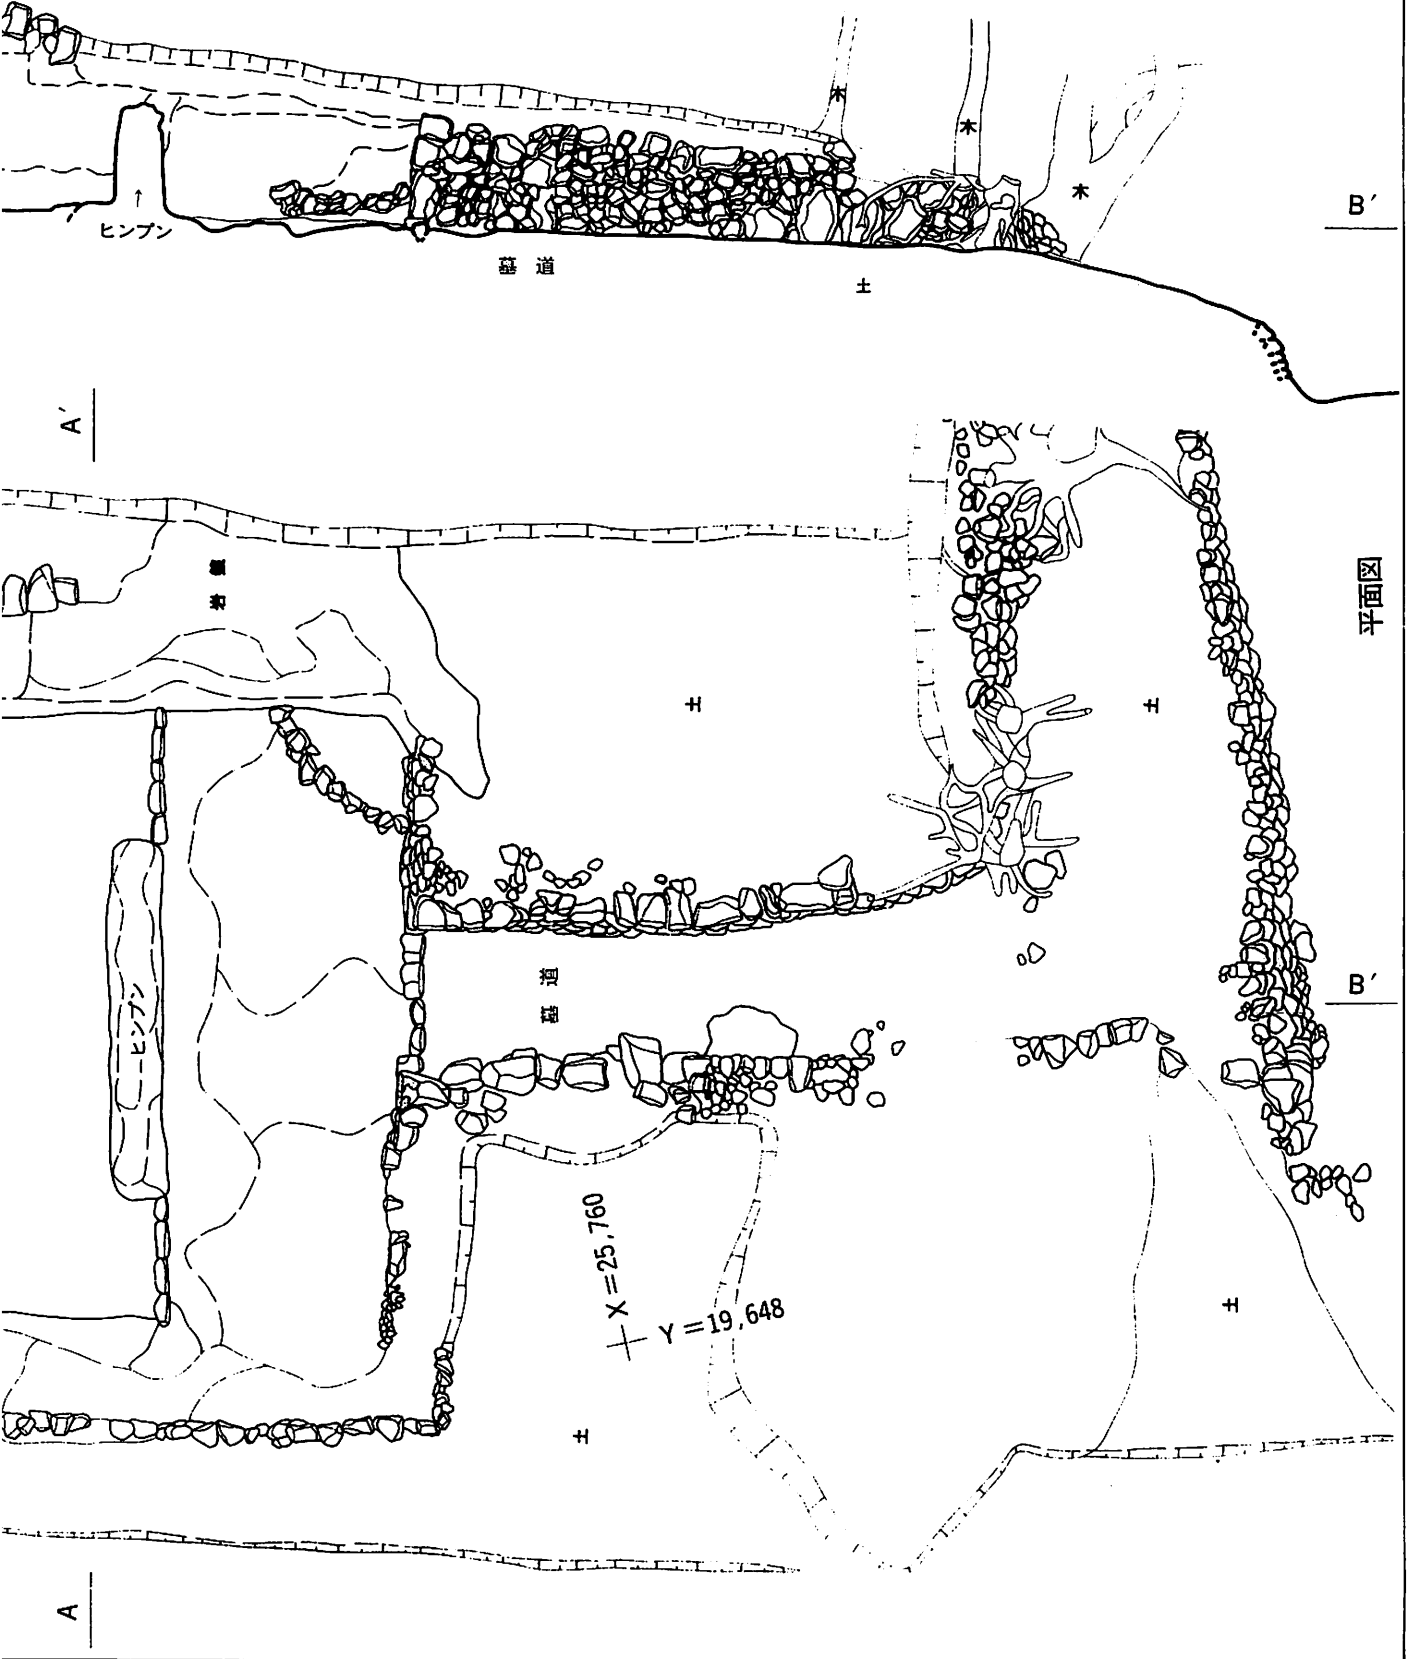 木
木
木
B′
↑
ヒンプン
墓道
土
A′
岩盤
平面図
土
土
墓道
B′
ヒンプン
X=25,760
Y=19,648
土
土
A